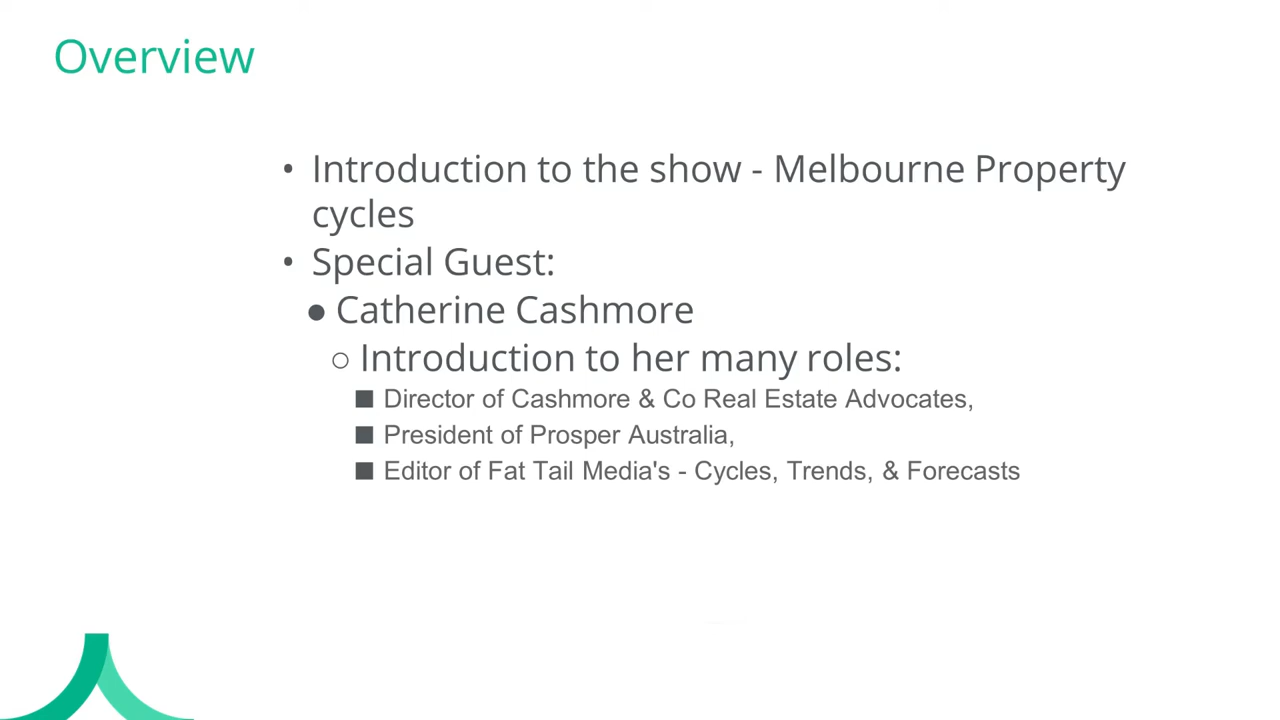 Overview
• Introduction to the show - Melbourne Property
cycles
• Special Guest:
● Catherine Cashmore
○ Introduction to her many roles:
■ Director of Cashmore & Co Real Estate Advocates,
■ President of Prosper Australia,
■ Editor of Fat Tail Media's - Cycles, Trends, & Forecasts